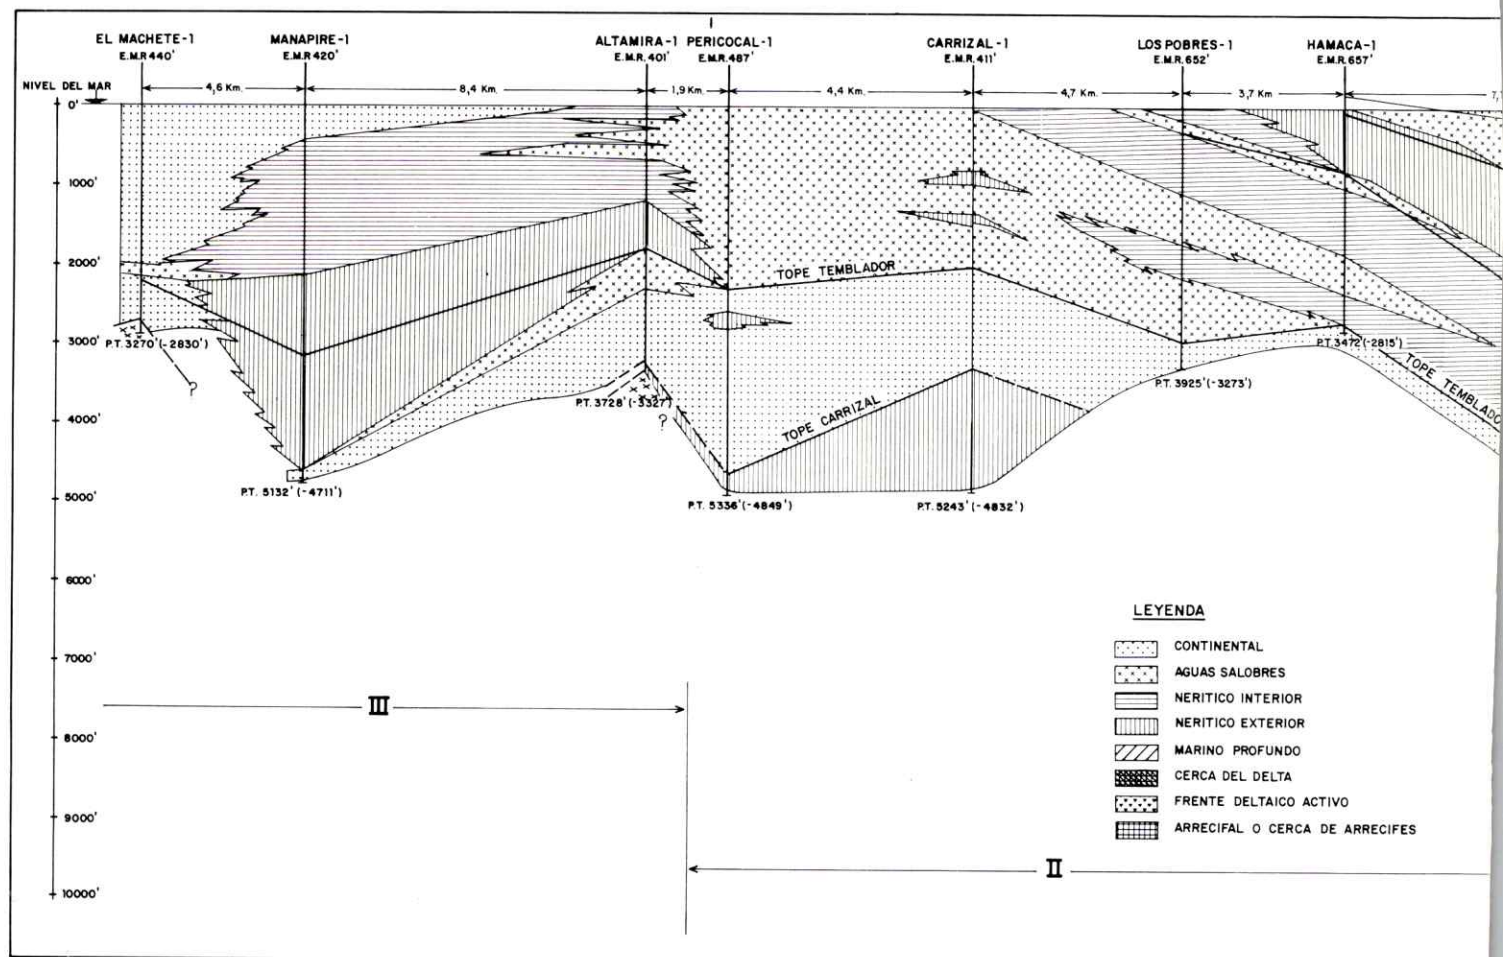 I
EL MACHETE-1
E.M.R 440'
MANAPIRE-1
E.M.R 420'
ALTAMIRA-1
E.M.R. 401'
PERICOCAL-1
E.M.R. 487'
CARRIZAL-1
E.M.R. 411'
LOS POBRES-1
E.M.R. 652'
HAMACA-1
E.M.R. 657'
NIVEL DEL MAR
4,6 Km.
8,4 Km.
1,9 Km.
4,4 Km.
4,7 Km.
3,7 Km.
0'
1000'
2000'
3000'
4000'
5000'
6000'
7000'
8000'
9000'
10000'
TOPE TEMBLADOR
TOPE CARRIZAL
TOPE TEMBLADO
P.T. 3270' (-2830')
?
P.T. 5132' (-4711')
P.T. 3728' (-3327')
?
P.T. 5336' (-4849')
P.T. 5243' (-4832')
P.T. 3925' (-3273')
P.T. 3472' (-2815')
LEYENDA
CONTINENTAL
AGUAS SALOBRES
NERITICO INTERIOR
NERITICO EXTERIOR
MARINO PROFUNDO
CERCA DEL DELTA
FRENTE DELTAICO ACTIVO
ARRECIFAL O CERCA DE ARRECIFES
III
II